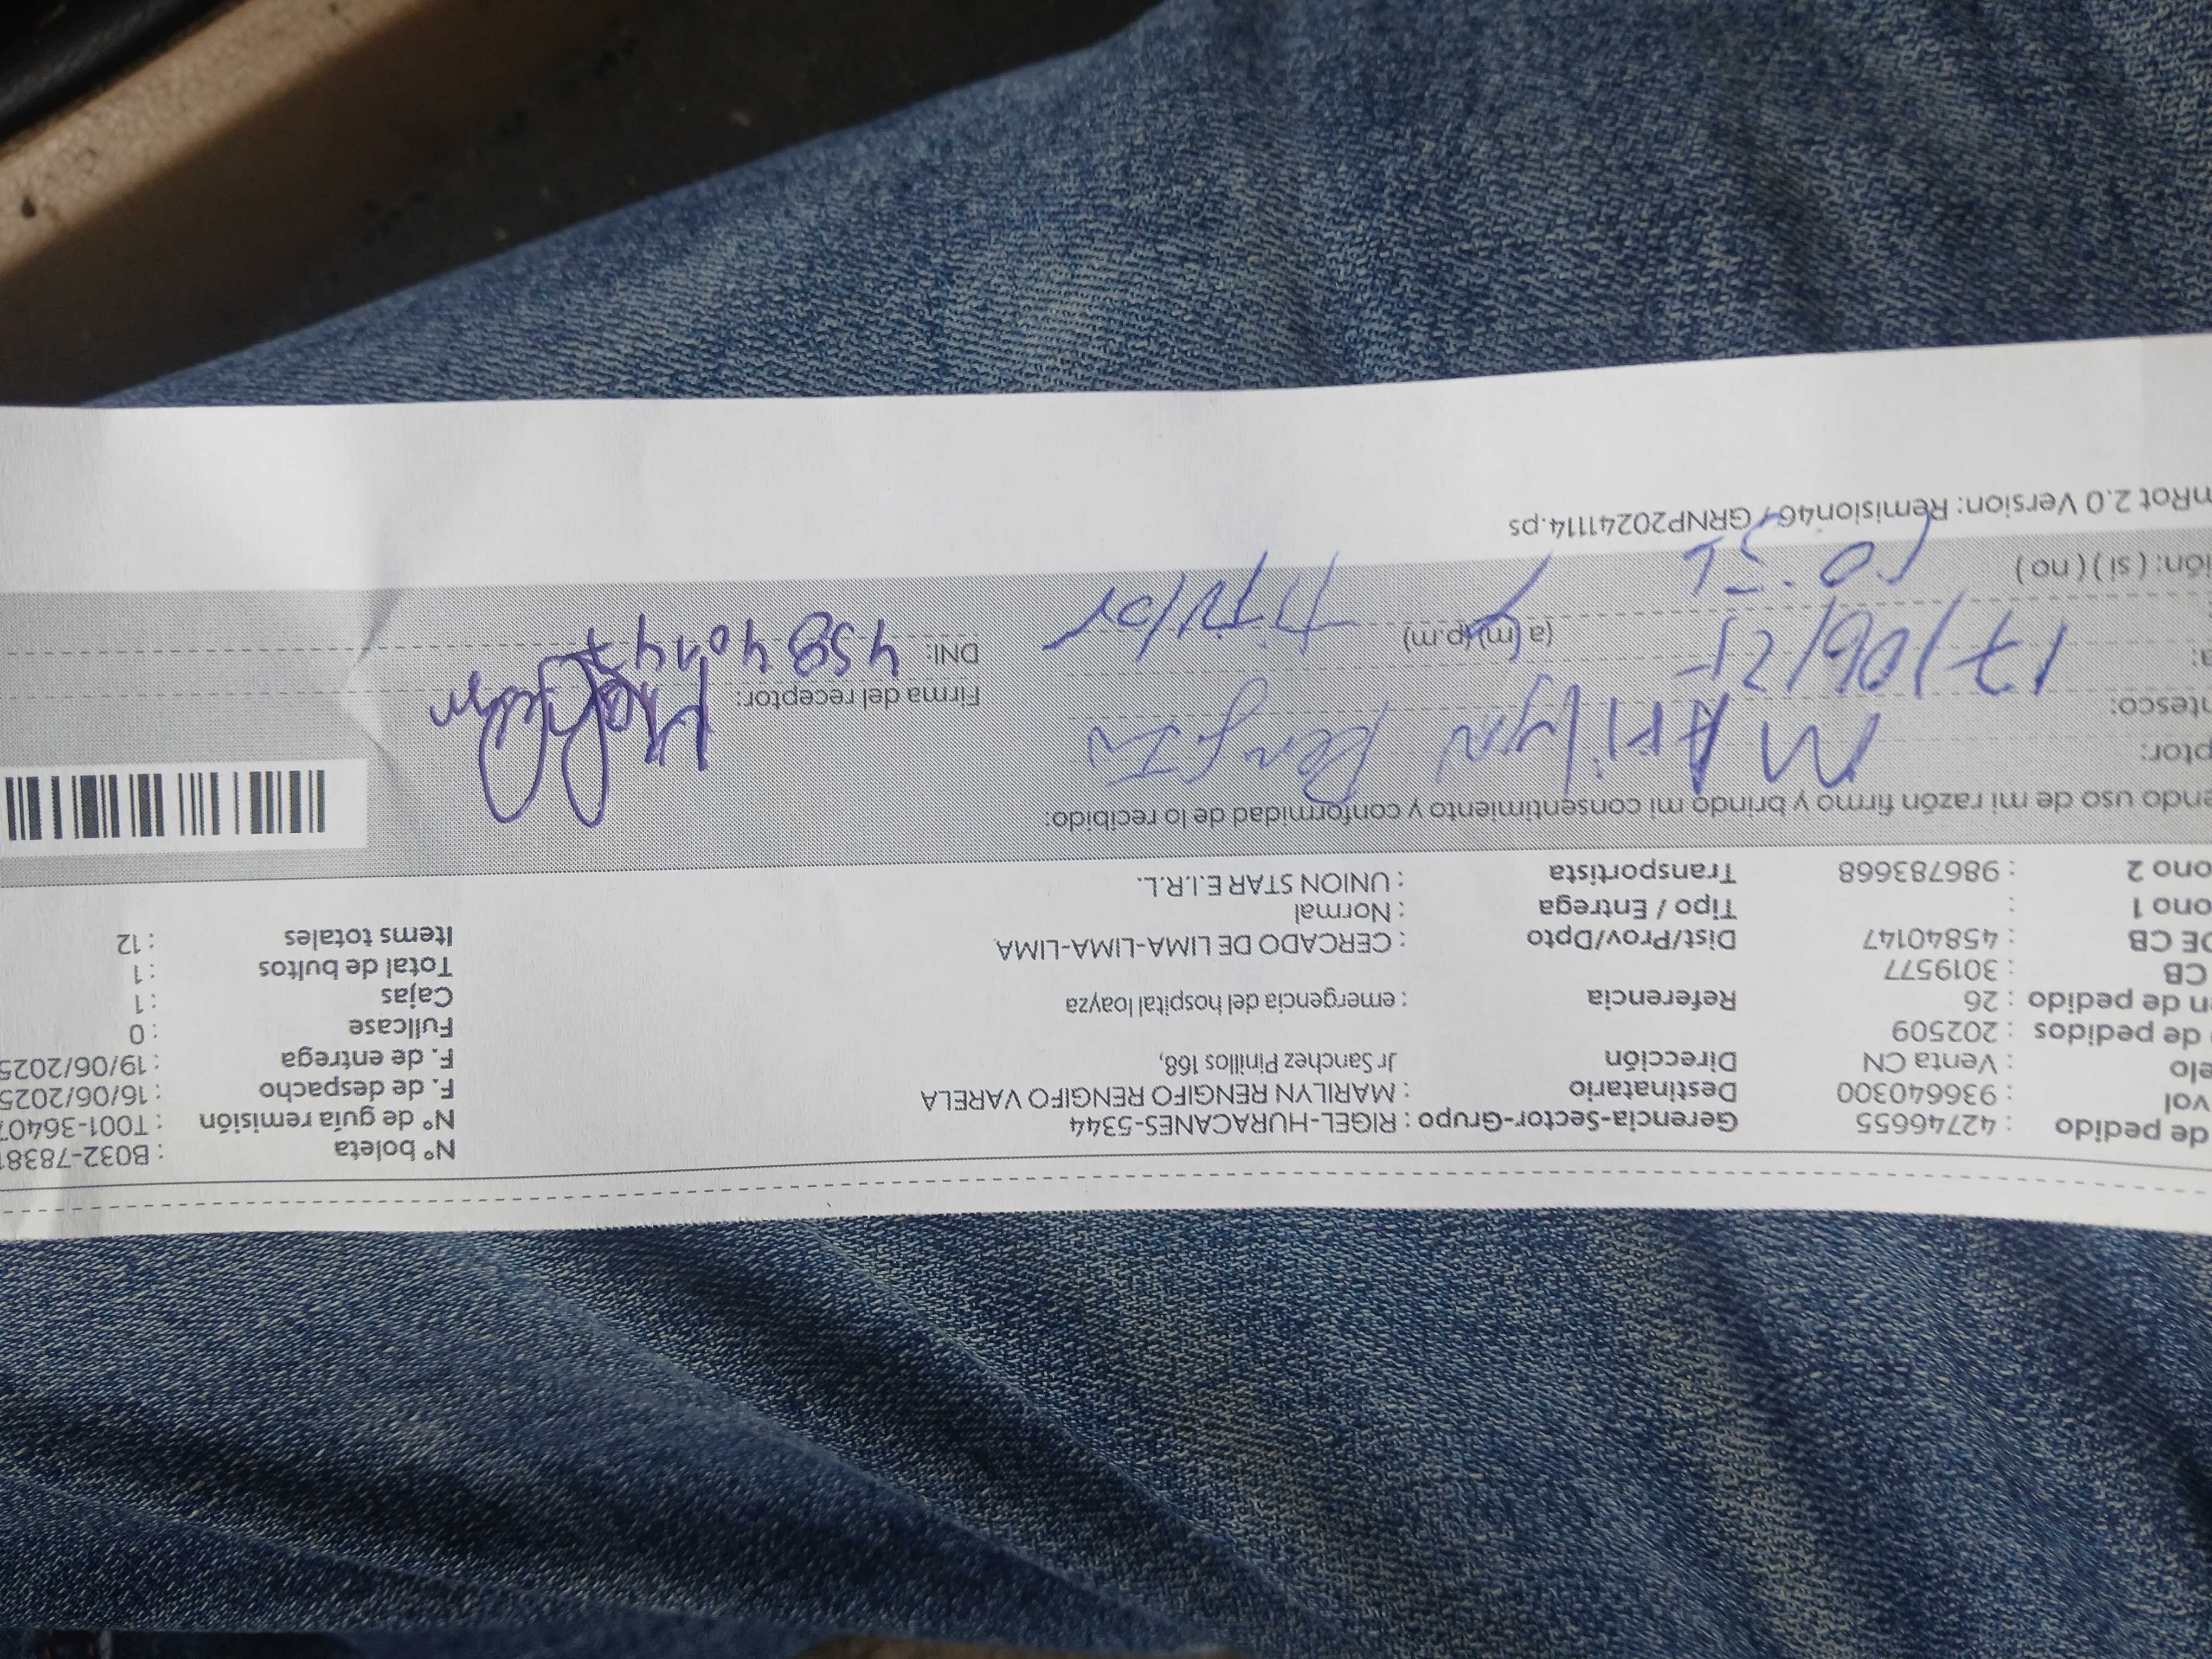 de pedido : 42746655 Gerencia-Sector-Grupo : RIGEL-HURACANES-5344 N° boleta : B032-78381
vol : 936640300 Destinatario : MARILYN RENGIFO RENGIFO VARELA N° de guía remisión : T001-36407
elo : Venta CN Dirección Jr Sanchez Pinillos 168, F. de despacho : 16/06/2025
de pedidos : 202509 F. de entrega : 19/06/2025
n de pedido : 26 Referencia : emergencia del hospital loayza Fullcase : 0
CB : 3019577 Cajas : 1
DE CB : 45840147 Dist/Prov/Dpto : CERCADO DE LIMA-LIMA-LIMA Total de bultos : 1
ono 1 : Tipo / Entrega : Normal Items totales : 12
ono 2 : 986783668 Transportista : UNION STAR E.I.R.L.
endo uso de mi razón firmo y brindo mi consentimiento y conformidad de lo recibido:
ptor: MARilyn
ntesco: Firma del receptor:
a: 17/06/25 (a.m) (p.m) DNI: 45840147
ión: ( si ) ( no )
nRot 2.0 Version: Remision46 / GRNP20241114.ps